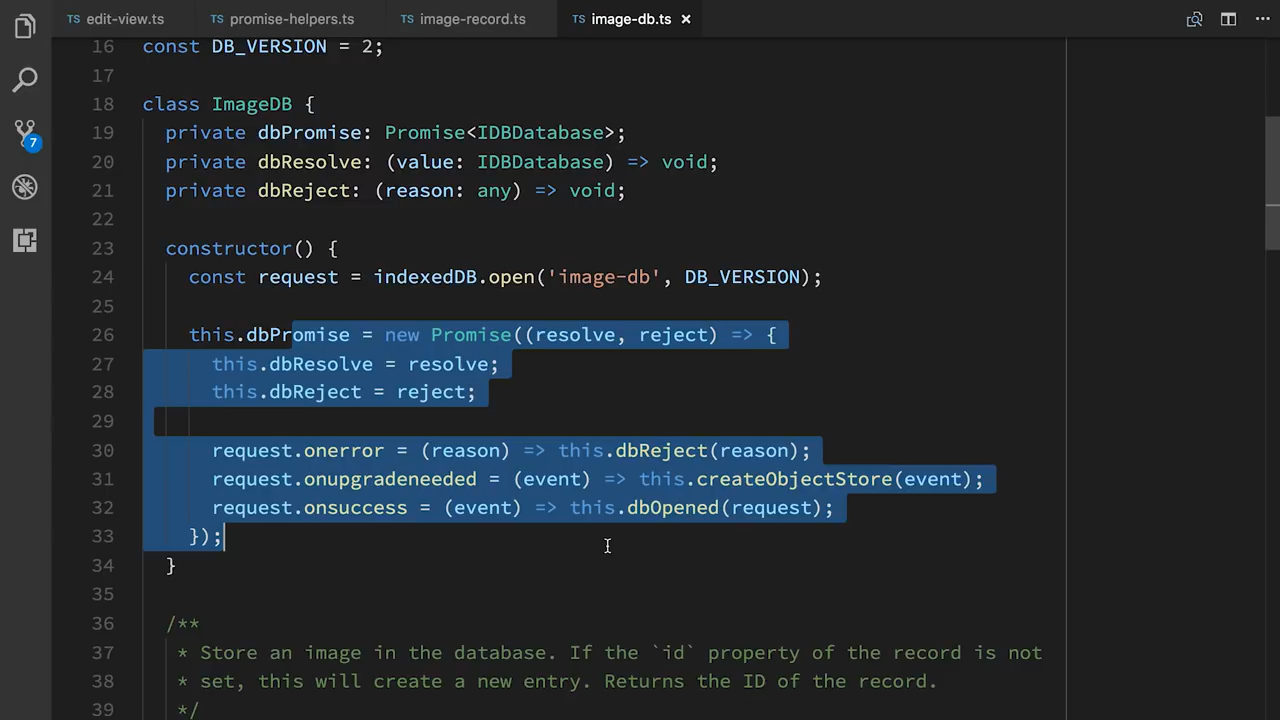 TS edit-view.ts TS promise-helpers.ts TS image-record.ts TS image-db.ts ×
16 const DB_VERSION = 2;
17
18 class ImageDB {
19 private dbPromise: Promise<IDBDatabase>;
20 private dbResolve: (value: IDBDatabase) => void;
21 private dbReject: (reason: any) => void;
22
23 constructor() {
24 const request = indexedDB.open('image-db', DB_VERSION);
25
26 this.dbPromise = new Promise((resolve, reject) => {
27 this.dbResolve = resolve;
28 this.dbReject = reject;
29
30 request.onerror = (reason) => this.dbReject(reason);
31 request.onupgradeneeded = (event) => this.createObjectStore(event);
32 request.onsuccess = (event) => this.dbOpened(request);
33 });
34 }
35
36 /**
37 * Store an image in the database. If the `id` property of the record is not
38 * set, this will create a new entry. Returns the ID of the record.
39 */
7